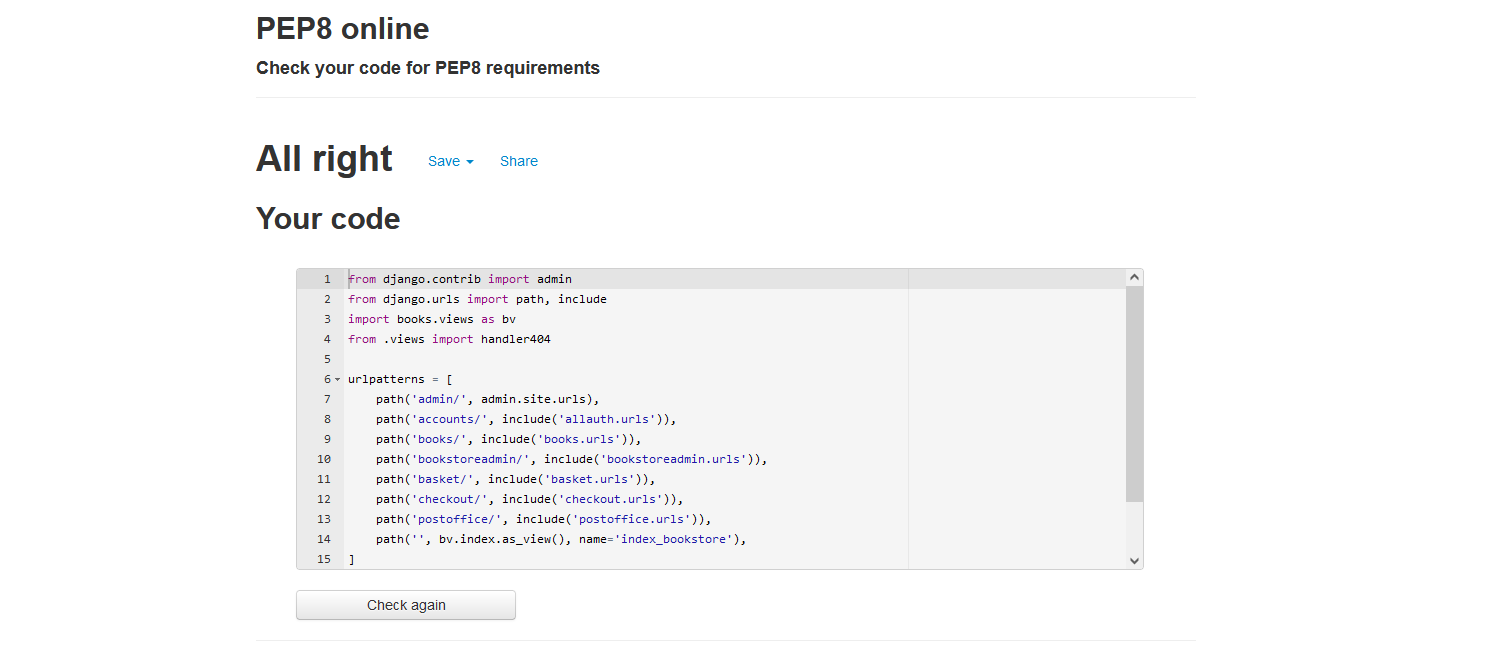 PEP8 online
Check your code for PEP8 requirements
All right Save Share
Your code
1 from django.contrib import admin
2 from django.urls import path, include
3 import books.views as bv
4 from .views import handler404
5
6 urlpatterns = [
7     path('admin/', admin.site.urls),
8     path('accounts/', include('allauth.urls')),
9     path('books/', include('books.urls')),
10     path('bookstoreadmin/', include('bookstoreadmin.urls')),
11     path('basket/', include('basket.urls')),
12     path('checkout/', include('checkout.urls')),
13     path('postoffice/', include('postoffice.urls')),
14     path('', bv.index.as_view(), name='index_bookstore'),
15 ]
Check again